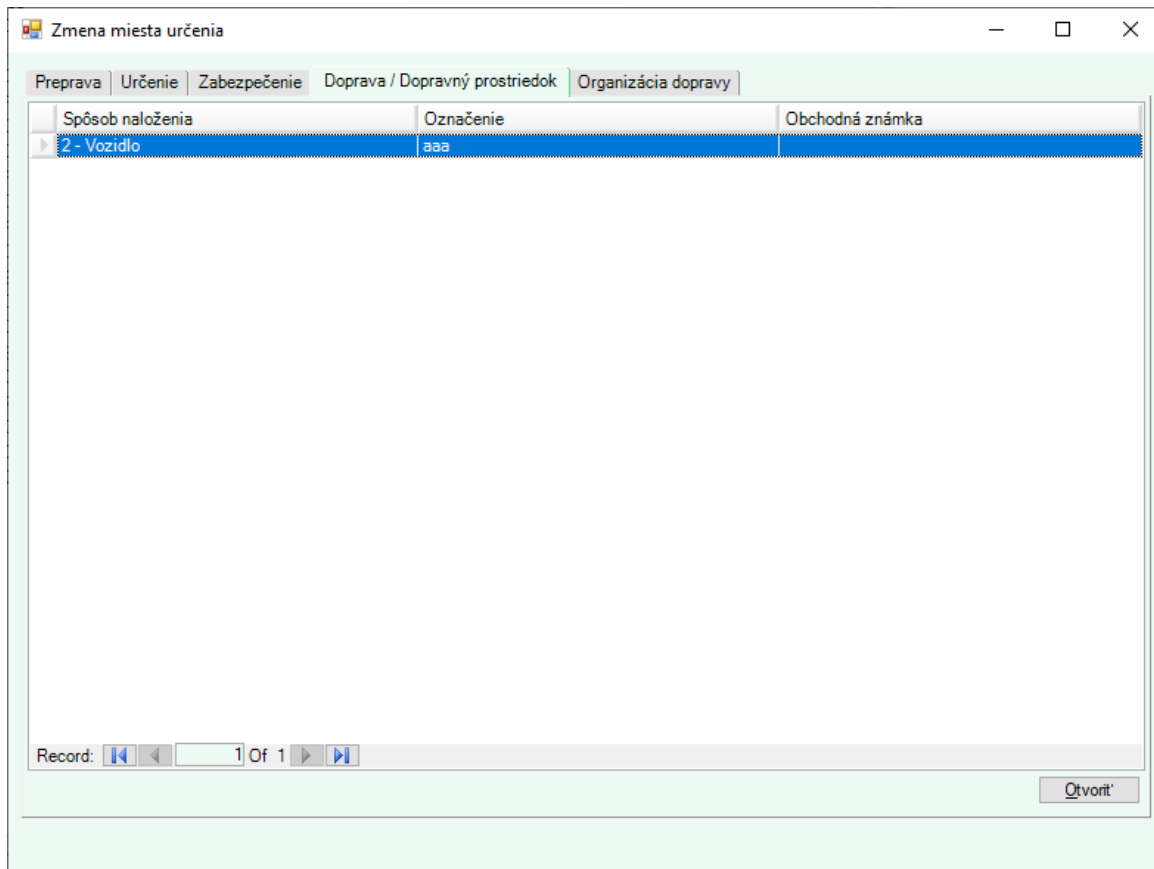 Zmena miesta určenia
Preprava Určenie Zabezpečenie Doprava / Dopravný prostriedok Organizácia dopravy
Spôsob naloženia Označenie Obchodná známka
2 - Vozidlo aaa
Record: 1 Of 1
Otvoriť